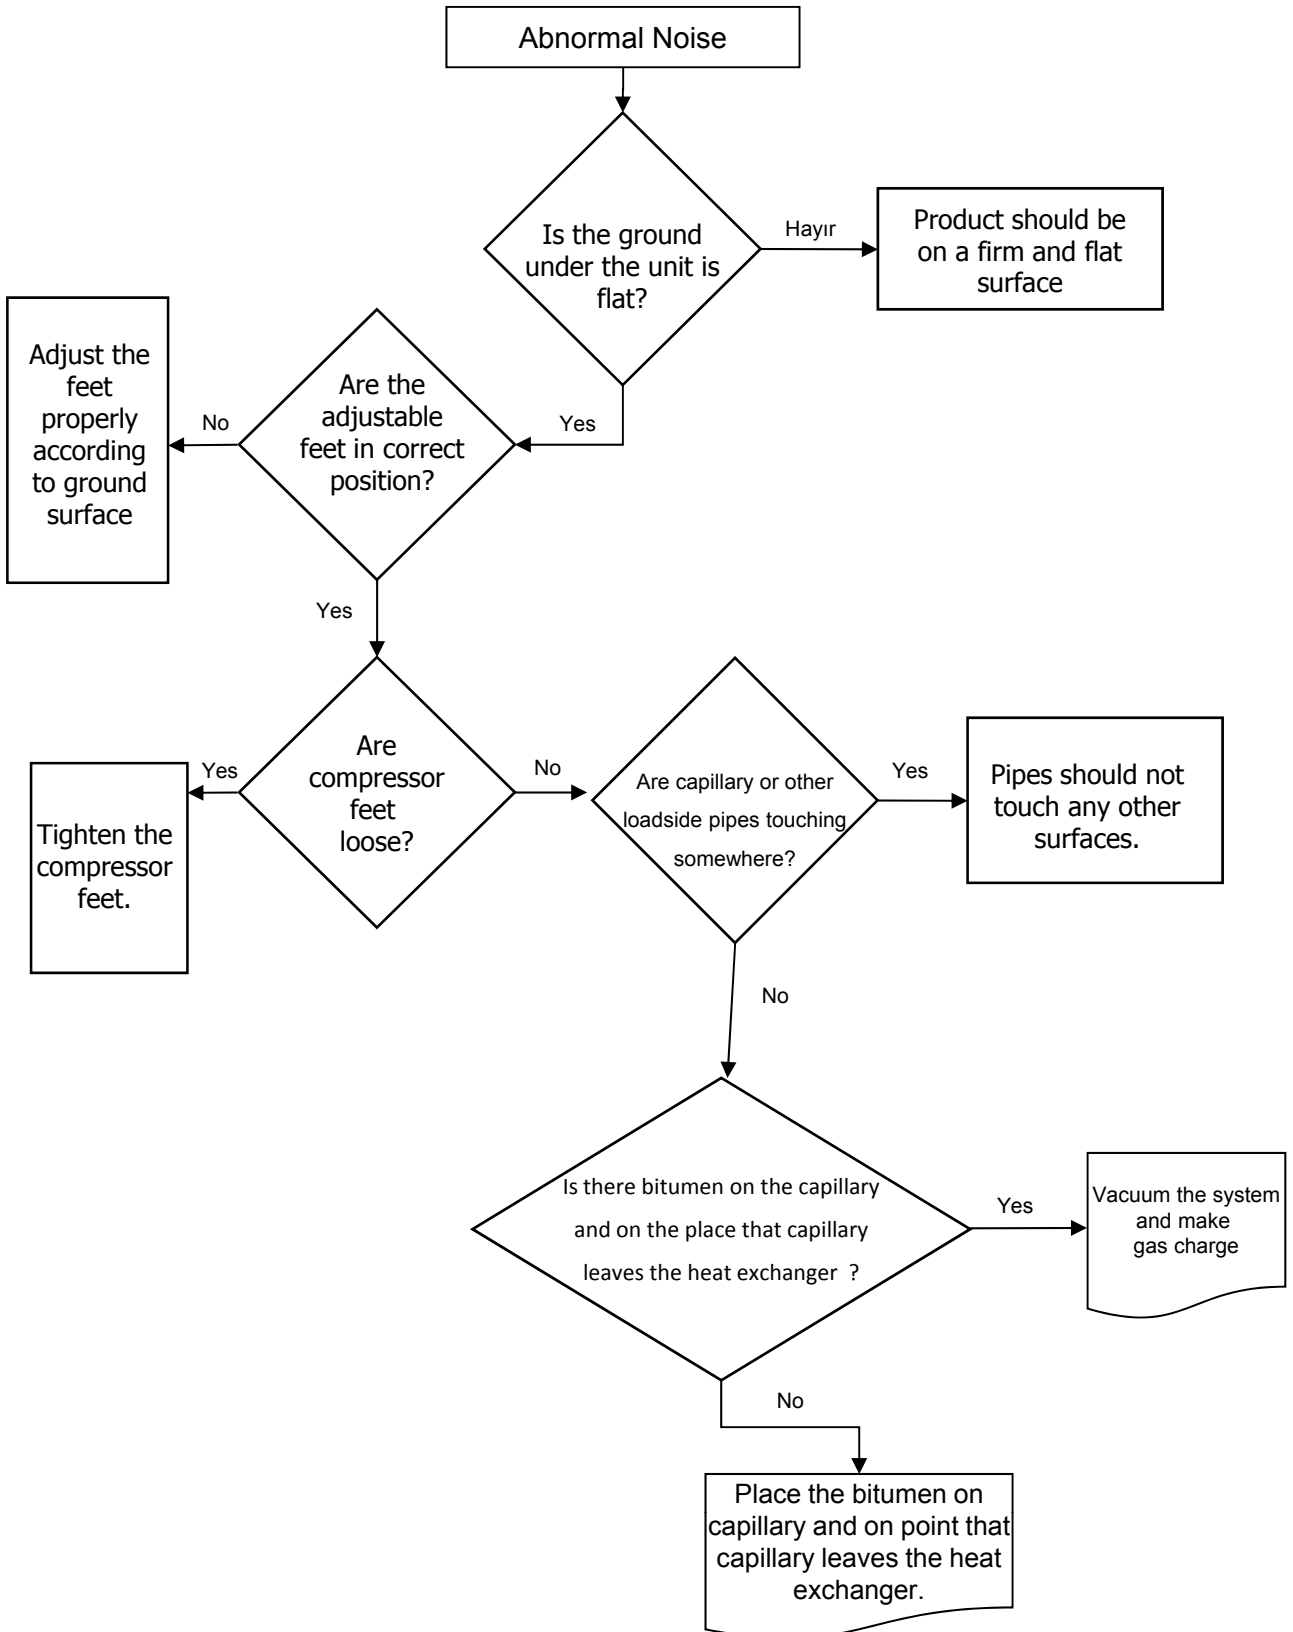 Abnormal Noise
Is the ground
under the unit is
flat?
Hayır
Product should be
on a firm and flat
surface
Yes
Are the
adjustable
feet in correct
position?
No
Adjust the
feet
properly
according
to ground
surface
Yes
Are
compressor
feet
loose?
Yes
Tighten the
compressor
feet.
No
Are capillary or other
loadside pipes touching
somewhere?
Yes
Pipes should not
touch any other
surfaces.
No
Is there bitumen on the capillary
and on the place that capillary
leaves the heat exchanger ?
Yes
Vacuum the system
and make
gas charge
No
Place the bitumen on
capillary and on point that
capillary leaves the heat
exchanger.